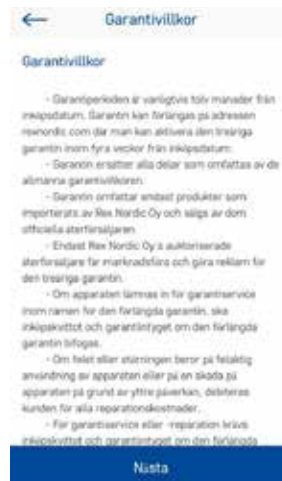 Garantivillkor
Garantivillkor
- Garantiperioden är vanligtvis tolv månader från
inköpsdatum. Garantin kan förlängas på adressen
rexnordic.com där man kan aktivera den treåriga
garantin inom fyra veckor från inköpsdatum.
- Garantin ersätter alla delar som omfattas av de
allmänna garantivillkoren.
- Garantin omfattar endast produkter som
importerats av Rex Nordic Oy och säljs av dom
officiella återförsäljaren.
- Endast Rex Nordic Oy:s auktoriserade
återförsäljare får marknadsföra och göra reklam för
den treåriga garantin.
- Om apparaten lämnas in för garantiservice
inom ramen för den förlängda garantin, ska
inköpskvittot och garantiintyget om den förlängda
garantin bifogas.
- Om felet eller störningen beror på felaktig
användning av apparaten eller på en skada på
apparaten på grund av yttre påverkan, debiteras
kunden för alla reparationskostnader.
- För garantiservice eller -reparation krävs
inköpskvittot och garantiintyget om den förlängda
Nästa